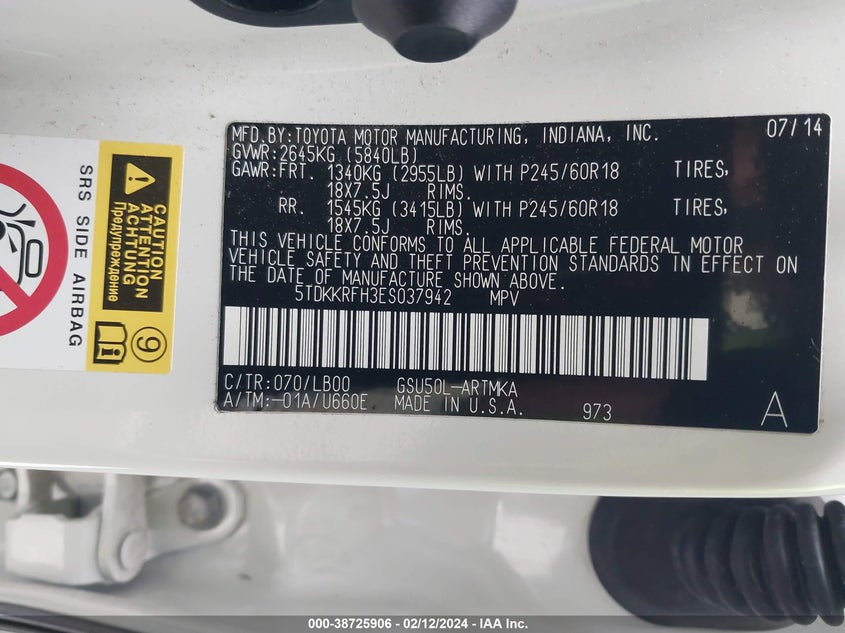 MFD.BY:TOYOTA MOTOR MANUFACTURING, INDIANA, INC. 07/14
GVWR:2645KG (5840LB)
GAWR:FRT. 1340KG (2955LB) WITH P245/60R18 TIRES,
18X7.5J RIMS.
RR. 1545KG (3415LB) WITH P245/60R18 TIRES,
18X7.5J RIMS.
THIS VEHICLE CONFORMS TO ALL APPLICABLE FEDERAL MOTOR
VEHICLE SAFETY AND THEFT PREVENTION STANDARDS IN EFFECT ON
THE DATE OF MANUFACTURE SHOWN ABOVE.
5TDKKRFH3ES037942 MPV
C/TR:070/LB00 GSU50L-ARTMKA
A/TM:-01A/U660E MADE IN U.S.A. 973 A
CAUTION
ATTENTION
ACHTUNG
Предупреждение
SRS SIDE AIRBAG
9
i
000-38725906 - 02/12/2024 - IAA Inc.